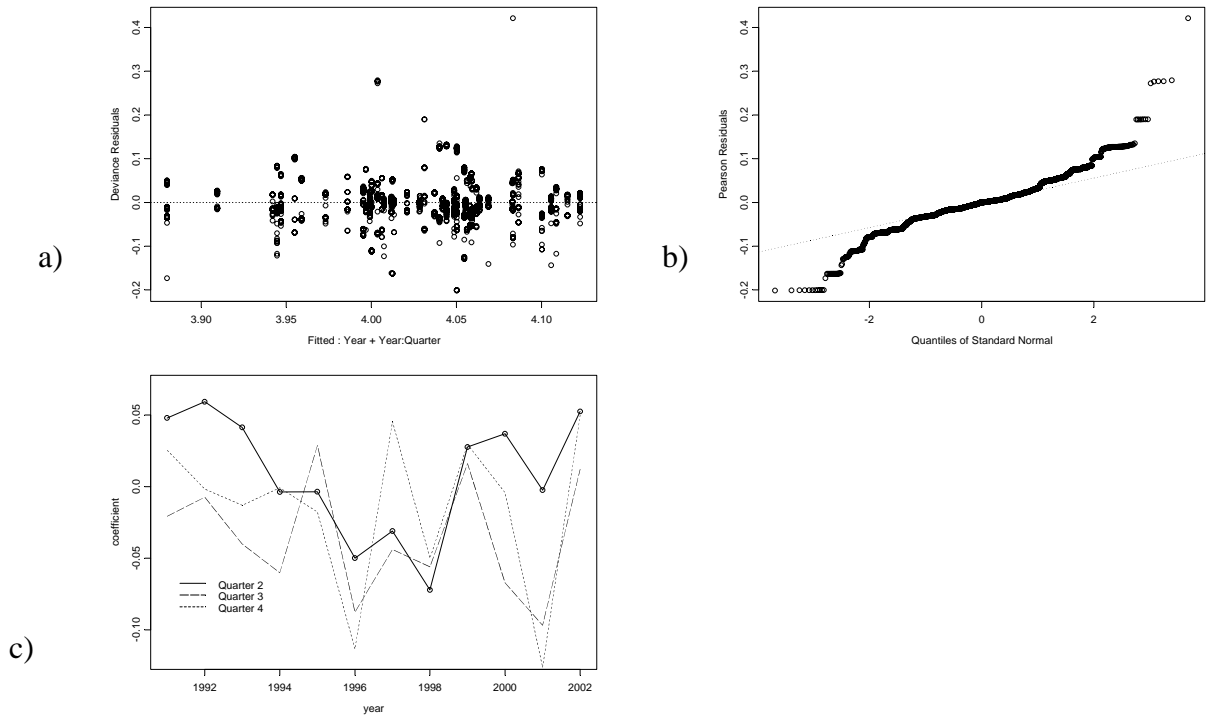 a)
Deviance Residuals
0.4
0.3
0.2
0.1
0.0
-0.1
-0.2
3.90 3.95 4.00 4.05 4.10
Fitted : Year + Year:Quarter
b)
Pearson Residuals
0.4
0.3
0.2
0.1
0.0
-0.1
-0.2
-2 0 2
Quantiles of Standard Normal
c)
coefficient
0.05
0.0
-0.05
-0.10
Quarter 2
Quarter 3
Quarter 4
1992 1994 1996 1998 2000 2002
year